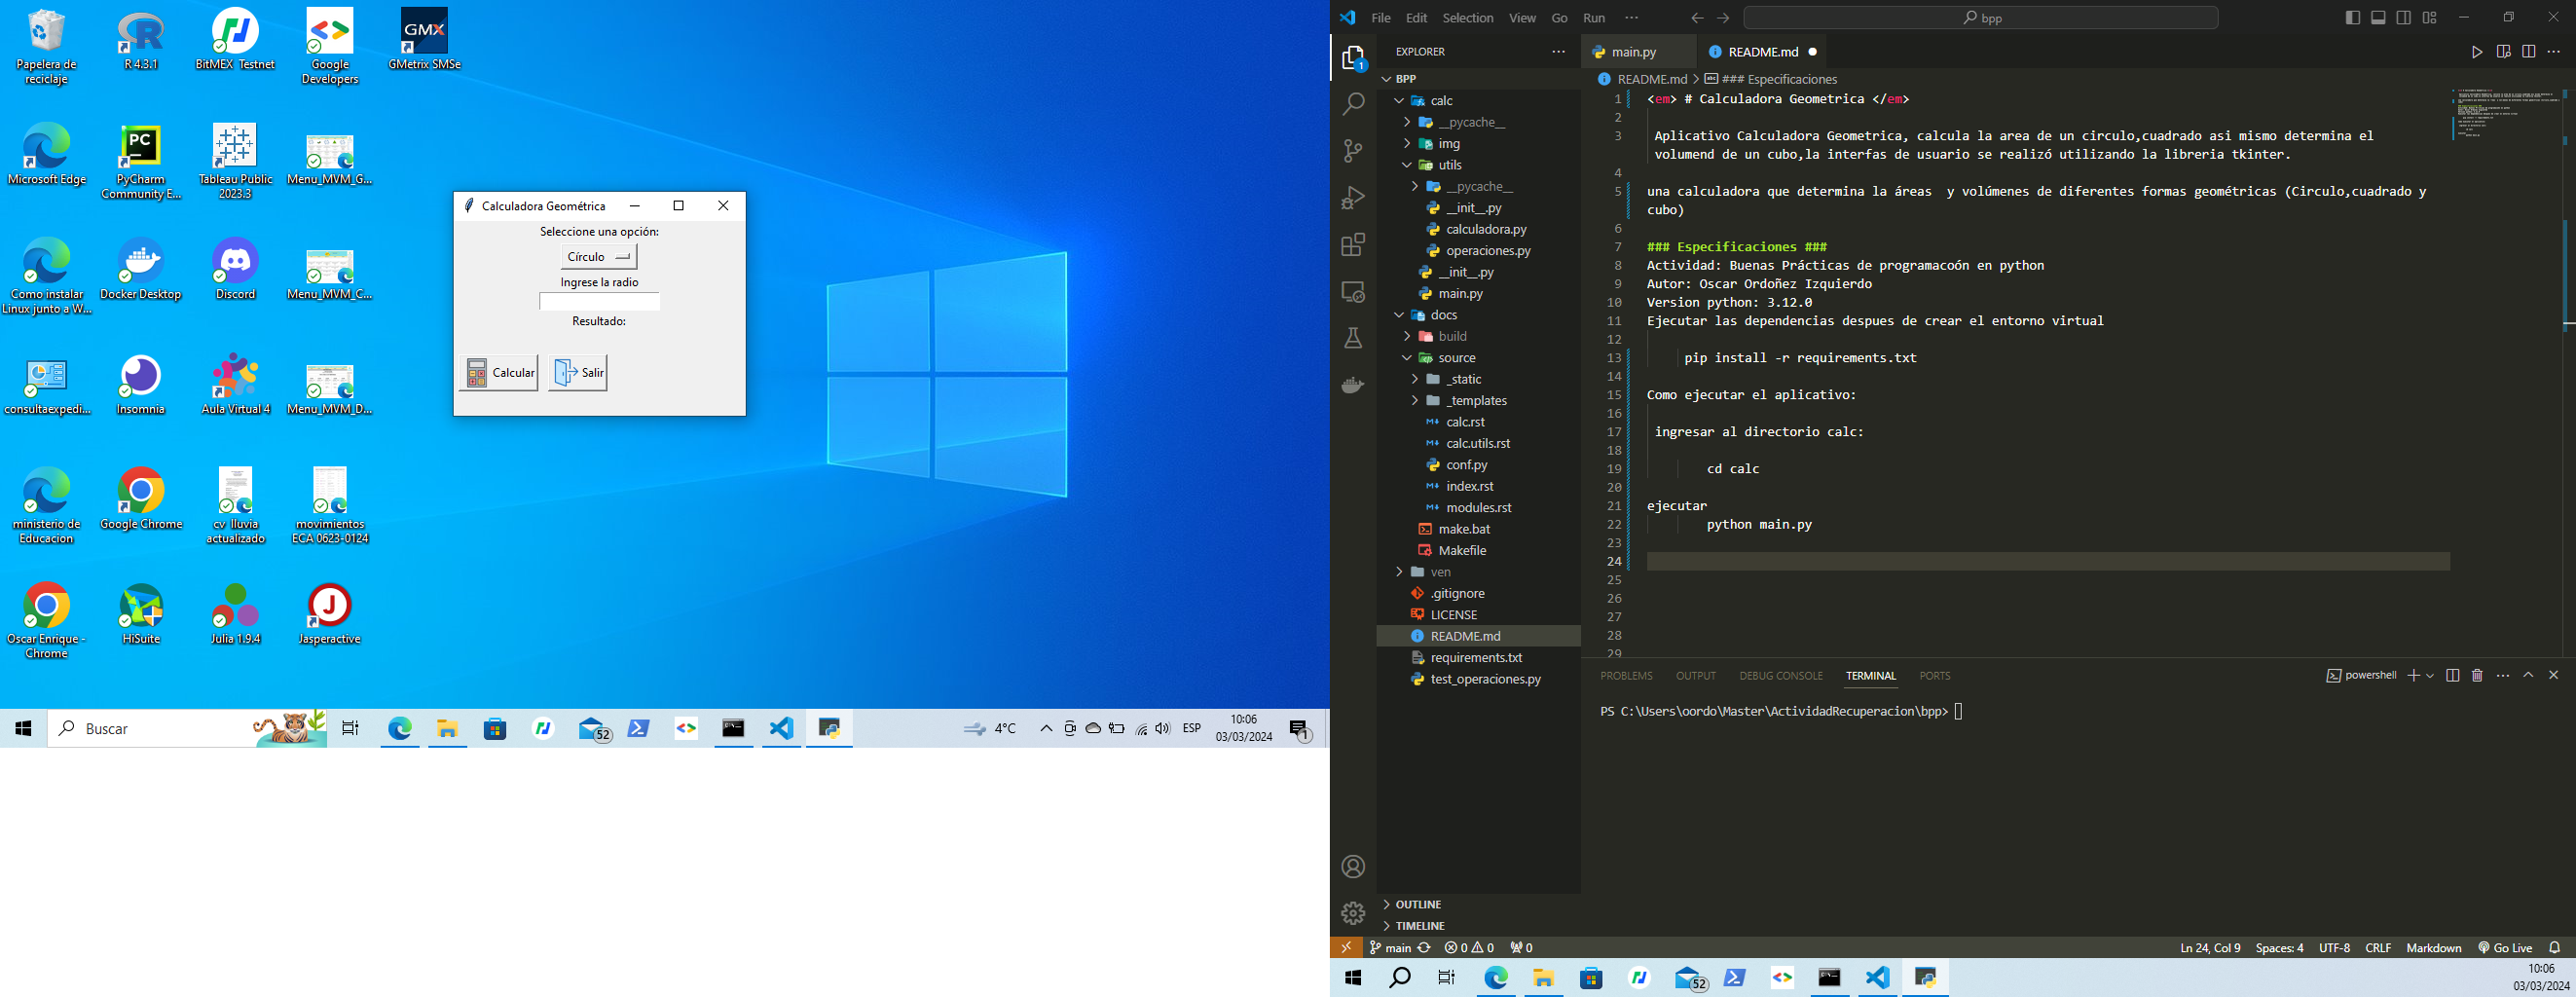 Papelera de
reciclaje
R 4.3.1
BitMEX Testnet
Google
Developers
GMX
GMetrix SMSe
Microsoft Edge
PC
PyCharm
Community E...
Tableau Public
2023.3
Menu_MVM_G...
Como instalar
Linux junto a W...
Docker Desktop
Discord
Menu_MVM_C...
consultaexpedi...
Insomnia
Aula Virtual 4
Menu_MVM_D...
ministerio de
Educacion
Google Chrome
cv_lluvia
actualizado
movimientos
ECA 0623-0124
Oscar Enrique -
Chrome
HiSuite
Julia 1.9.4
J
Jasperactive
Calculadora Geométrica
Seleccione una opción:
Círculo
Ingrese la radio
Resultado:
Calcular
Salir
Buscar
52
4°C
ESP
10:06
03/03/2024
1
File Edit Selection View Go Run ···
bpp
EXPLORER
BPP
calc
__pycache__
img
utils
__pycache__
__init__.py
calculadora.py
operaciones.py
__init__.py
main.py
docs
build
source
_static
_templates
calc.rst
calc.utils.rst
conf.py
index.rst
modules.rst
make.bat
Makefile
ven
.gitignore
LICENSE
README.md
requirements.txt
test_operaciones.py
OUTLINE
TIMELINE
1
main.py
README.md
README.md > ### Especificaciones
1 <em> # Calculadora Geometrica </em>
2
3 Aplicativo Calculadora Geometrica, calcula la area de un circulo,cuadrado asi mismo determina el
volumend de un cubo,la interfas de usuario se realizó utilizando la libreria tkinter.
4
5 una calculadora que determina la áreas  y volúmenes de diferentes formas geométricas (Circulo,cuadrado y
cubo)
6
7 ### Especificaciones ###
8 Actividad: Buenas Prácticas de programacoón en python
9 Autor: Oscar Ordoñez Izquierdo
10 Version python: 3.12.0
11 Ejecutar las dependencias despues de crear el entorno virtual
12
13 pip install -r requirements.txt
14
15 Como ejecutar el aplicativo:
16
17 ingresar al directorio calc:
18
19 cd calc
20
21 ejecutar
22 python main.py
23
24
25
26
27
28
29
PROBLEMS OUTPUT DEBUG CONSOLE TERMINAL PORTS
powershell
PS C:\Users\oordo\Master\ActividadRecuperacion\bpp>
main 0 0 0
Ln 24, Col 9 Spaces: 4 UTF-8 CRLF Markdown Go Live
52
10:06
03/03/2024